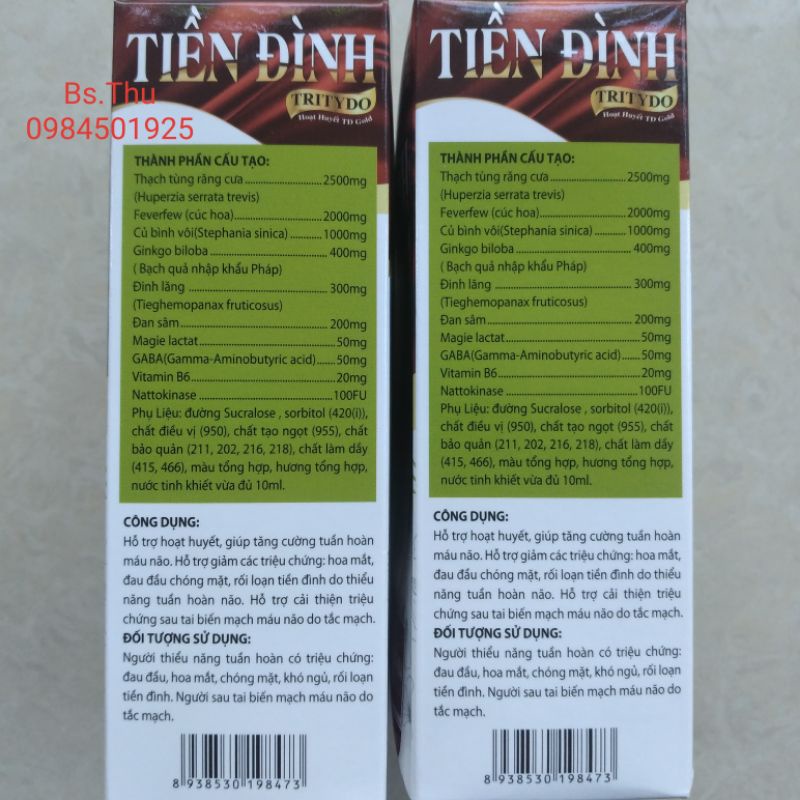 Bs.Thu
0984501925
TIỀN ĐÌNH
TRITYDO
Hoạt Huyết TD Gold
THÀNH PHẦN CẤU TẠO:
Thạch tùng răng cưa.....................2500mg
(Huperzia serrata trevis)
Feverfew (cúc hoa).......................2000mg
Củ bình vôi(Stephania sinica)..........1000mg
Ginkgo biloba ...............................400mg
( Bạch quả nhập khẩu Pháp)
Đinh lăng .....................................300mg
(Tieghemopanax fruticosus)
Đan sâm.......................................200mg
Magie lactat..................................50mg
GABA(Gamma-Aminobutyric acid)......50mg
Vitamin B6....................................20mg
Nattokinase ..................................100FU
Phụ Liệu: đường Sucralose , sorbitol (420(i)),
chất điều vị (950), chất tạo ngọt (955), chất
bảo quản (211, 202, 216, 218), chất làm dầy
(415, 466), màu tổng hợp, hương tổng hợp,
nước tinh khiết vừa đủ 10ml.
CÔNG DỤNG:
Hỗ trợ hoạt huyết, giúp tăng cường tuần hoàn
máu não. Hỗ trợ giảm các triệu chứng: hoa mắt,
đau đầu chóng mặt, rối loạn tiền đình do thiểu
năng tuần hoàn não. Hỗ trợ cải thiện triệu
chứng sau tai biến mạch máu não do tắc mạch.
ĐỐI TƯỢNG SỬ DỤNG:
Người thiểu năng tuần hoàn có triệu chứng:
đau đầu, hoa mắt, chóng mặt, khó ngủ, rối loạn
tiền đình. Người sau tai biến mạch máu não do
tắc mạch.
8 938530 198473
TIỀN ĐÌNH
TRITYDO
Hoạt Huyết TD Gold
THÀNH PHẦN CẤU TẠO:
Thạch tùng răng cưa.....................2500mg
(Huperzia serrata trevis)
Feverfew (cúc hoa).......................2000mg
Củ bình vôi(Stephania sinica)..........1000mg
Ginkgo biloba ...............................400mg
( Bạch quả nhập khẩu Pháp)
Đinh lăng .....................................300mg
(Tieghemopanax fruticosus)
Đan sâm.......................................200mg
Magie lactat..................................50mg
GABA(Gamma-Aminobutyric acid)......50mg
Vitamin B6....................................20mg
Nattokinase ..................................100FU
Phụ Liệu: đường Sucralose , sorbitol (420(i)),
chất điều vị (950), chất tạo ngọt (955), chất
bảo quản (211, 202, 216, 218), chất làm dầy
(415, 466), màu tổng hợp, hương tổng hợp,
nước tinh khiết vừa đủ 10ml.
CÔNG DỤNG:
Hỗ trợ hoạt huyết, giúp tăng cường tuần hoàn
máu não. Hỗ trợ giảm các triệu chứng: hoa mắt,
đau đầu chóng mặt, rối loạn tiền đình do thiểu
năng tuần hoàn não. Hỗ trợ cải thiện triệu
chứng sau tai biến mạch máu não do tắc mạch.
ĐỐI TƯỢNG SỬ DỤNG:
Người thiểu năng tuần hoàn có triệu chứng:
đau đầu, hoa mắt, chóng mặt, khó ngủ, rối loạn
tiền đình. Người sau tai biến mạch máu não do
tắc mạch.
8 938530 198473